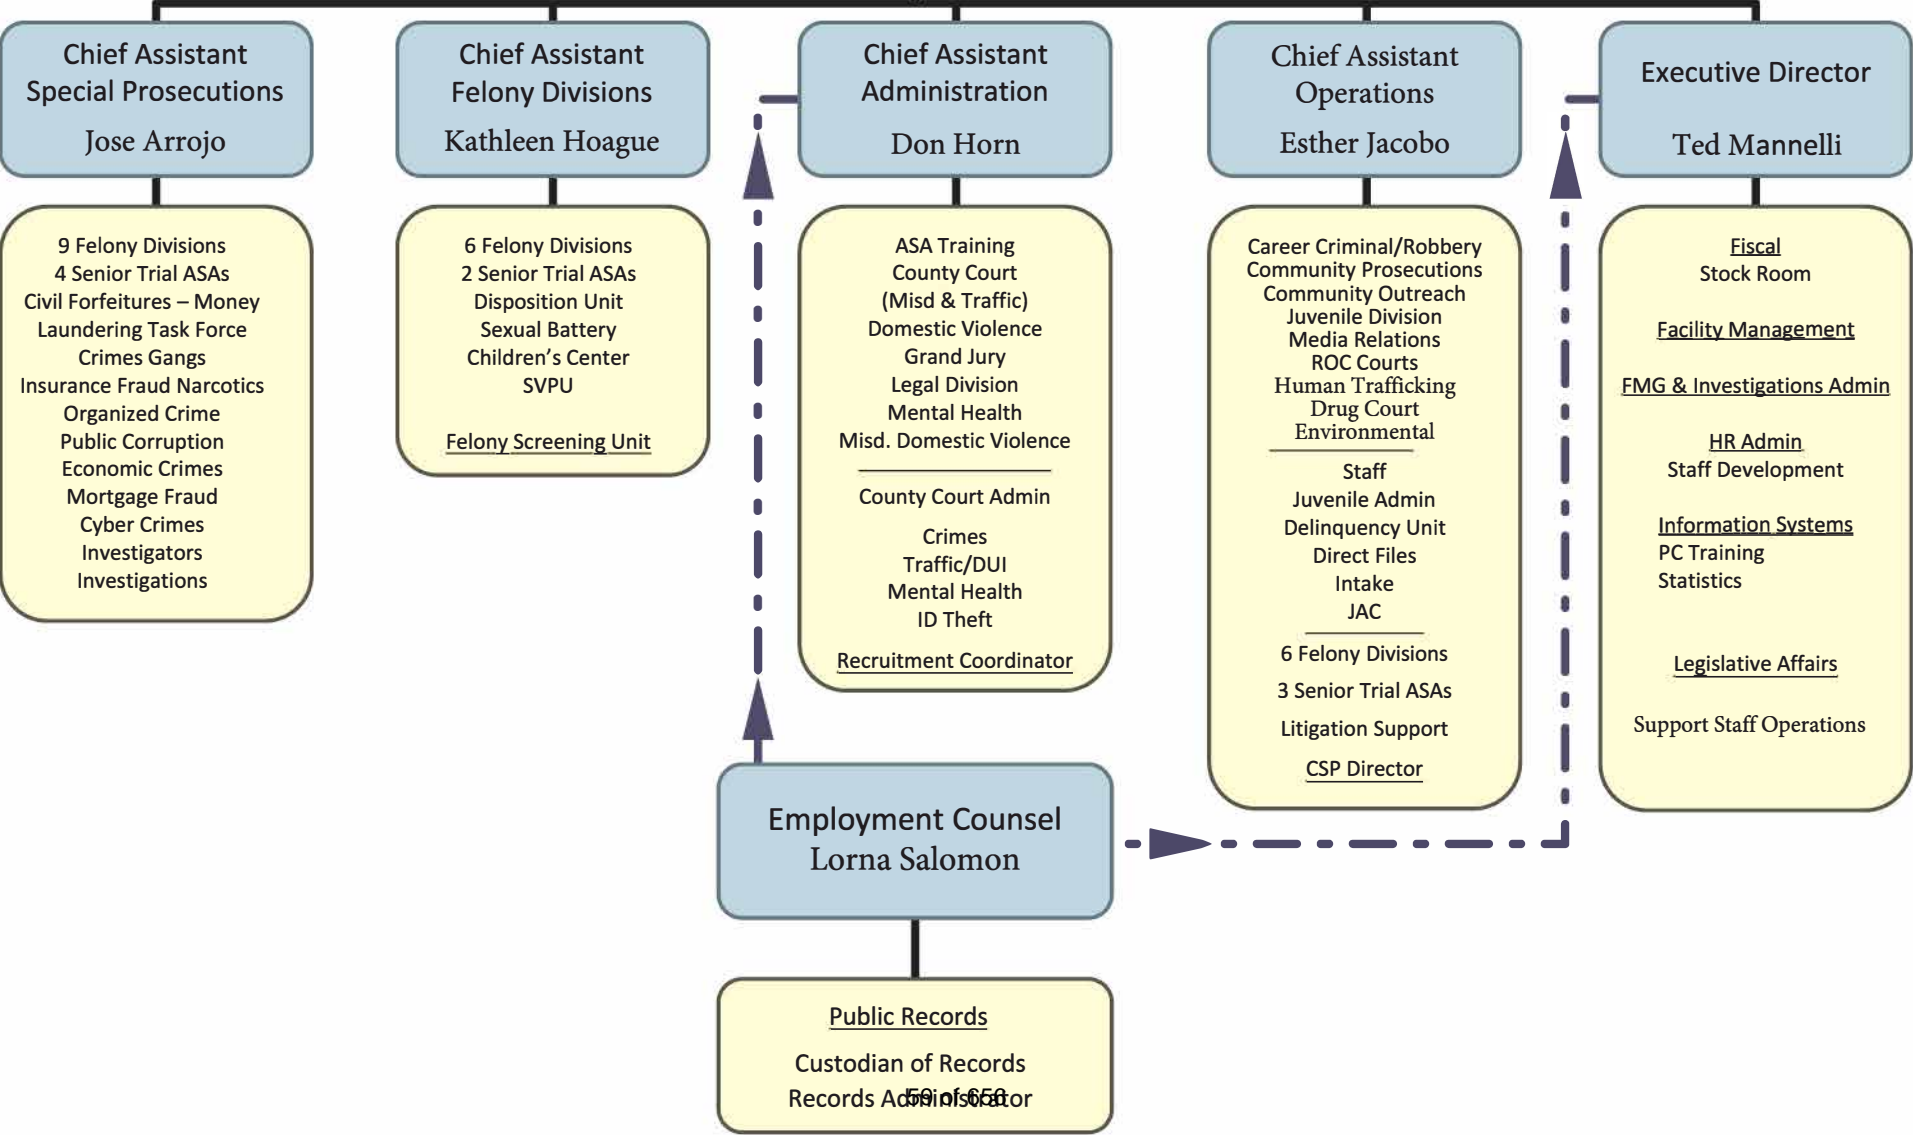 Chief Assistant
Special Prosecutions
Jose Arrojo
9 Felony Divisions
4 Senior Trial ASAs
Civil Forfeitures – Money
Laundering Task Force
Crimes Gangs
Insurance Fraud Narcotics
Organized Crime
Public Corruption
Economic Crimes
Mortgage Fraud
Cyber Crimes
Investigators
Investigations
Chief Assistant
Felony Divisions
Kathleen Hoague
6 Felony Divisions
2 Senior Trial ASAs
Disposition Unit
Sexual Battery
Children’s Center
SVPU
Felony Screening Unit
Chief Assistant
Administration
Don Horn
ASA Training
County Court
(Misd & Traffic)
Domestic Violence
Grand Jury
Legal Division
Mental Health
Misd. Domestic Violence
County Court Admin
Crimes
Traffic/DUI
Mental Health
ID Theft
Recruitment Coordinator
Chief Assistant
Operations
Esther Jacobo
Career Criminal/Robbery
Community Prosecutions
Community Outreach
Juvenile Division
Media Relations
ROC Courts
Human Trafficking
Drug Court
Environmental
Staff
Juvenile Admin
Delinquency Unit
Direct Files
Intake
JAC
6 Felony Divisions
3 Senior Trial ASAs
Litigation Support
CSP Director
Executive Director
Ted Mannelli
Fiscal
Stock Room
Facility Management
FMG & Investigations Admin
HR Admin
Staff Development
Information Systems
PC Training
Statistics
Legislative Affairs
Support Staff Operations
Employment Counsel
Lorna Salomon
Public Records
Custodian of Records
Records Administrator
59 of 656